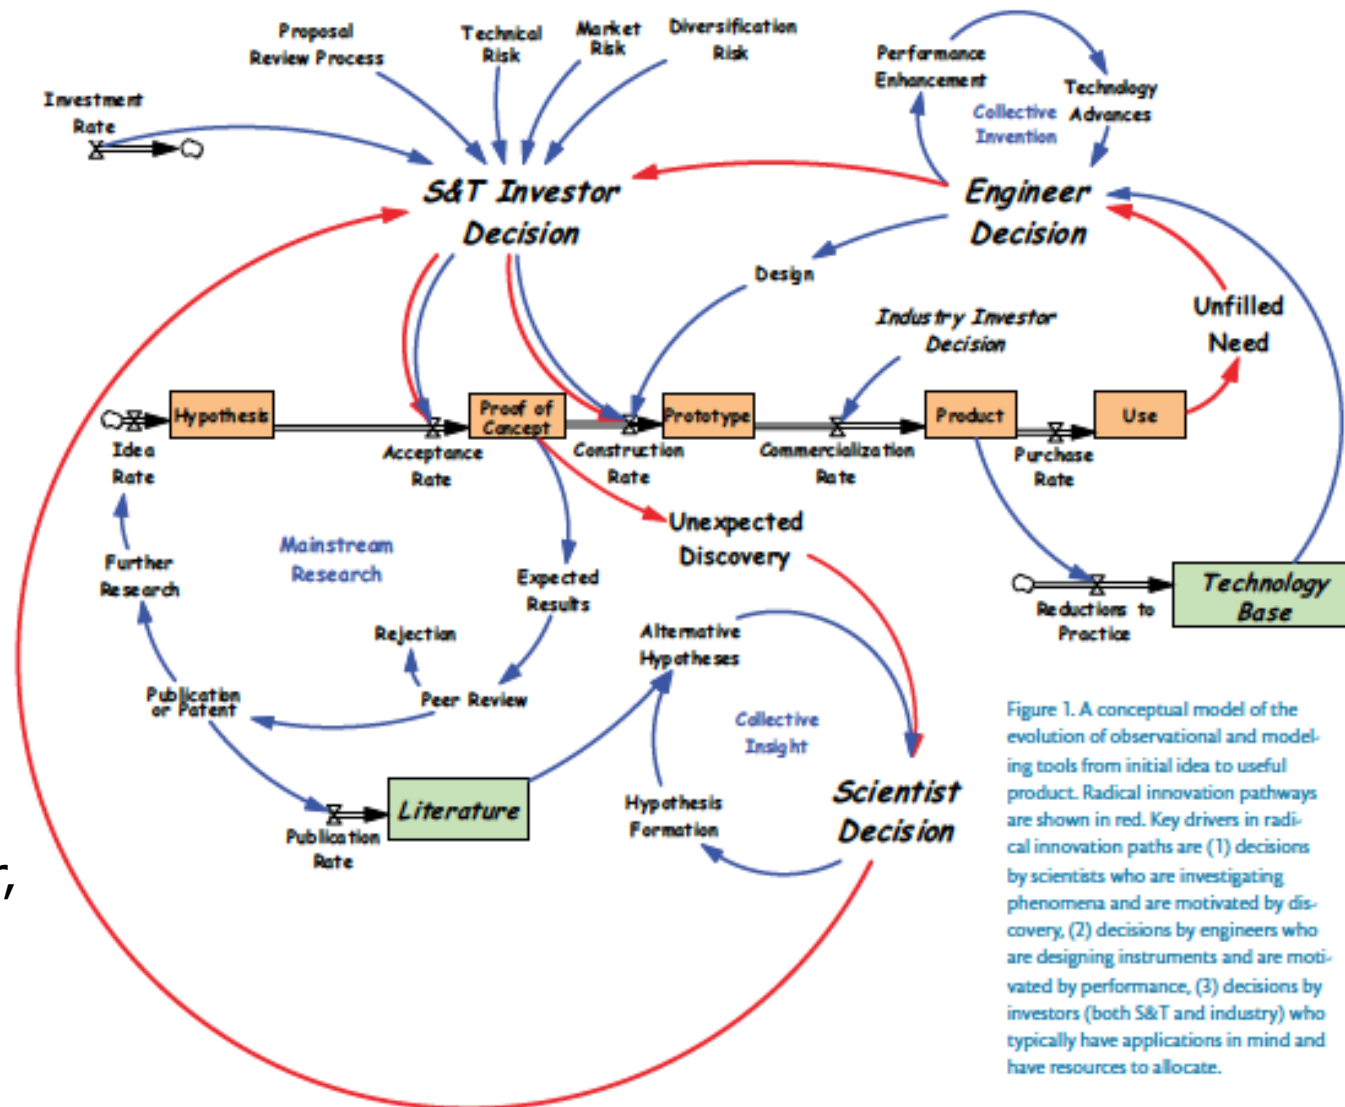 Proposal
Review Process
Technical
Risk
Market
Risk
Diversification
Risk
Performance
Enhancement
Technology
Advances
Collective
Invention
Investment
Rate
S&T Investor
Decision
Engineer
Decision
Design
Industry Investor
Decision
Unfilled
Need
Hypothesis
Proof of
Concept
Prototype
Product
Use
Idea
Rate
Acceptance
Rate
Construction
Rate
Commercialization
Rate
Purchase
Rate
Mainstream
Research
Unexpected
Discovery
Further
Research
Expected
Results
Technology
Base
Reductions to
Practice
Rejection
Alternative
Hypotheses
Publication
or Patent
Peer Review
Collective
Insight
Literature
Hypothesis
Formation
Scientist
Decision
Publication
Rate
r,
Figure 1. A conceptual model of the
evolution of observational and model-
ing tools from initial idea to useful
product. Radical innovation pathways
are shown in red. Key drivers in radi-
cal innovation paths are (1) decisions
by scientists who are investigating
phenomena and are motivated by dis-
covery, (2) decisions by engineers who
are designing instruments and are moti-
vated by performance, (3) decisions by
investors (both S&T and industry) who
typically have applications in mind and
have resources to allocate.